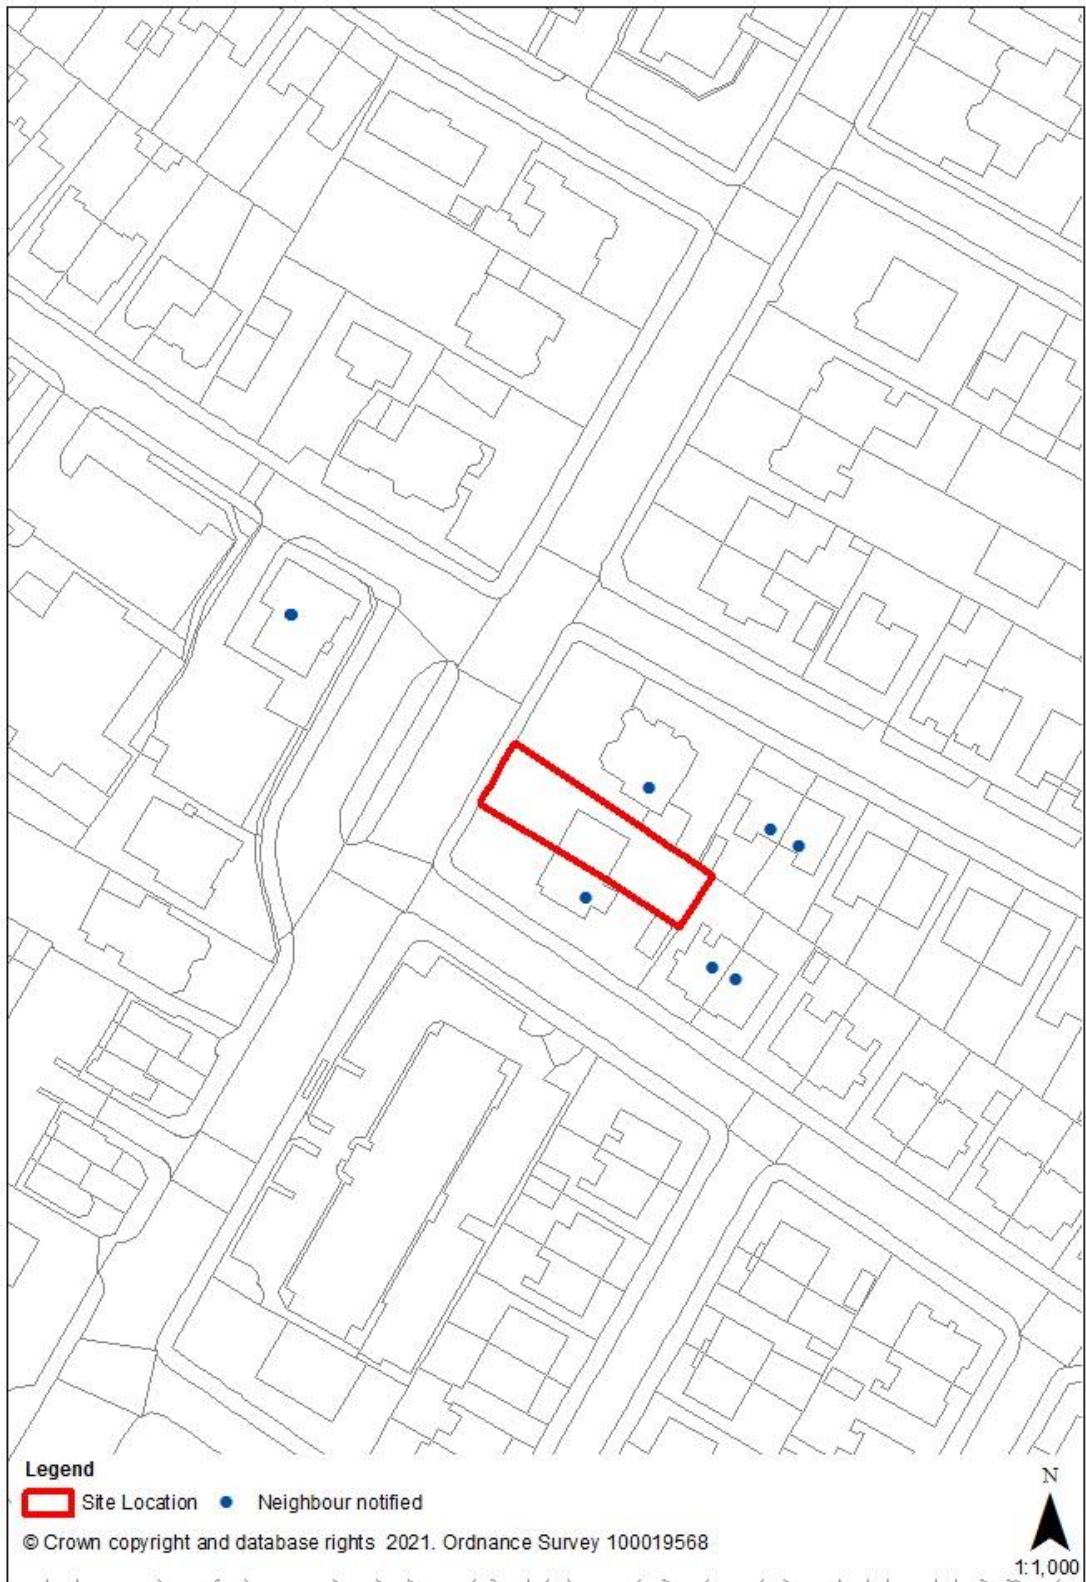 Legend
Site Location Neighbour notified
© Crown copyright and database rights 2021. Ordnance Survey 100019568
N
1:1,000